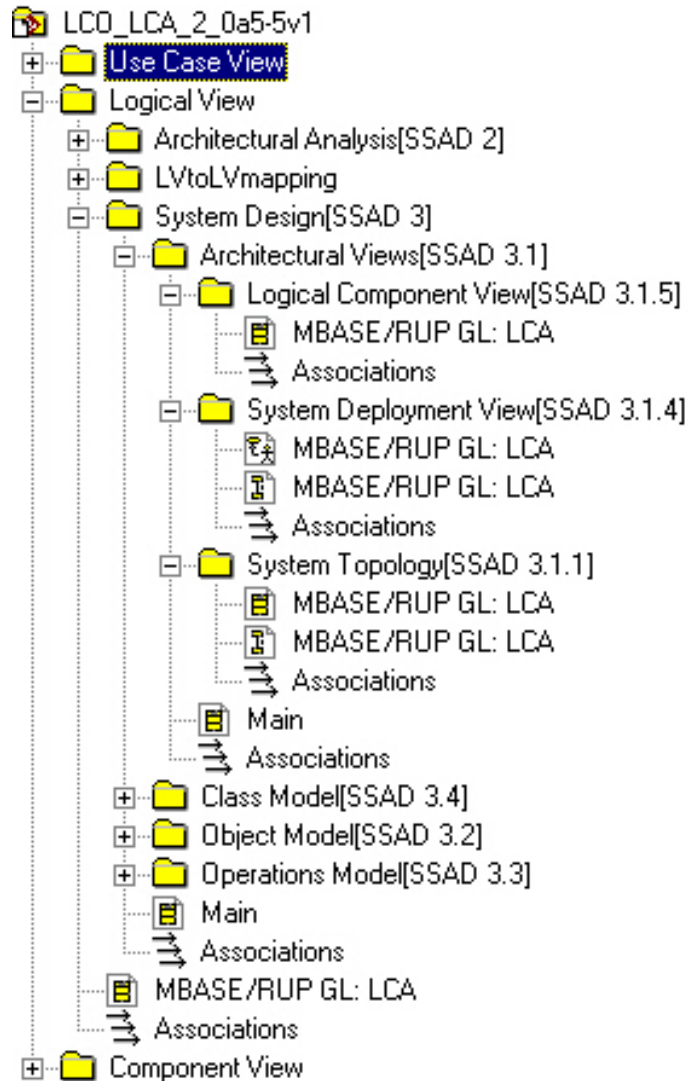 LCO_LCA_2_0a5-5v1
Use Case View
Logical View
Architectural Analysis[SSAD 2]
LVtoLVmapping
System Design[SSAD 3]
Architectural Views[SSAD 3.1]
Logical Component View[SSAD 3.1.5]
MBASE/RUP GL: LCA
Associations
System Deployment View[SSAD 3.1.4]
MBASE/RUP GL: LCA
MBASE/RUP GL: LCA
Associations
System Topology[SSAD 3.1.1]
MBASE/RUP GL: LCA
MBASE/RUP GL: LCA
Associations
Main
Associations
Class Model[SSAD 3.4]
Object Model[SSAD 3.2]
Operations Model[SSAD 3.3]
Main
Associations
MBASE/RUP GL: LCA
Associations
Component View